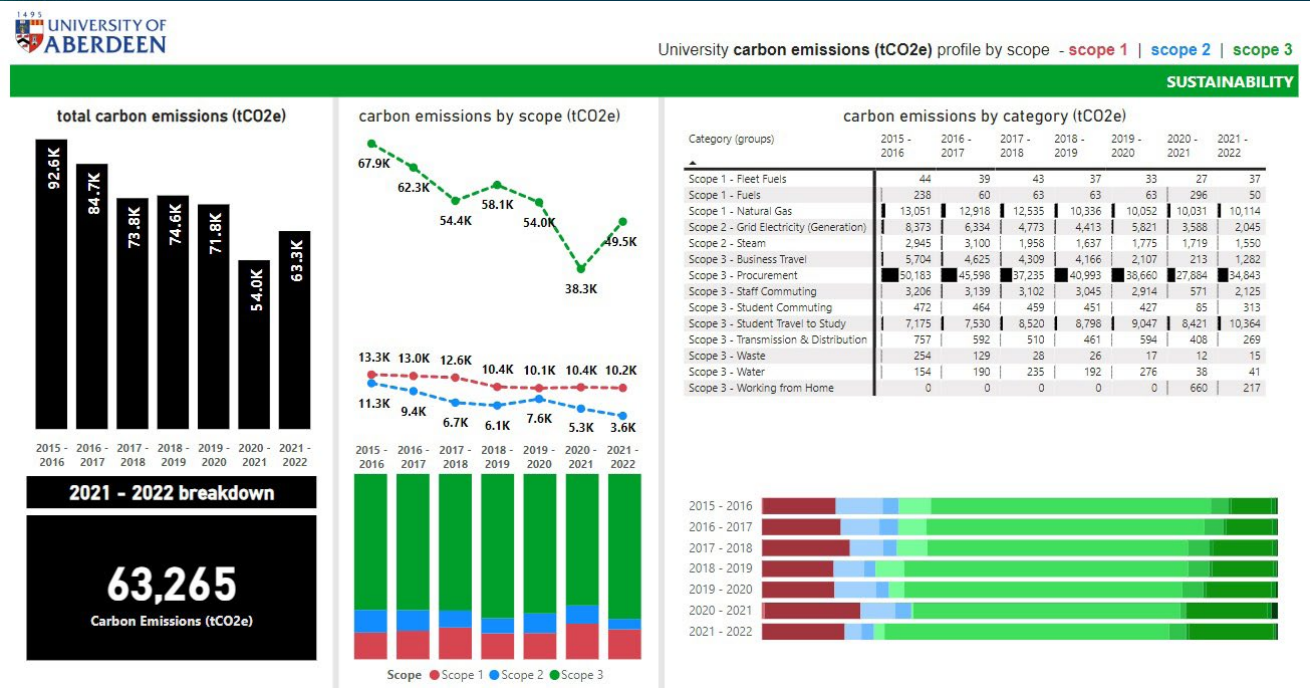 1495
UNIVERSITY OF
ABERDEEN
University carbon emissions (tCO2e) profile by scope - scope 1 | scope 2 | scope 3
SUSTAINABILITY
total carbon emissions (tCO2e)
92.6K 84.7K 73.8K 74.6K 71.8K 54.0K 63.3K
2015 - 2016 - 2017 - 2018 - 2019 - 2020 - 2021 -
2016 2017 2018 2019 2020 2021 2022
2021 - 2022 breakdown
63,265
Carbon Emissions (tCO2e)
carbon emissions by scope (tCO2e)
67.9K 62.3K 54.4K 58.1K 54.0K 38.3K 49.5K
13.3K 13.0K 12.6K 10.4K 10.1K 10.4K 10.2K
11.3K 9.4K 6.7K 6.1K 7.6K 5.3K 3.6K
2015 - 2016 - 2017 - 2018 - 2019 - 2020 - 2021 -
2016 2017 2018 2019 2020 2021 2022
Scope Scope 1 Scope 2 Scope 3
carbon emissions by category (tCO2e)
Category (groups) 2015 - 2016 - 2017 - 2018 - 2019 - 2020 - 2021 -
2016 2017 2018 2019 2020 2021 2022
Scope 1 - Fleet Fuels 44 39 43 37 33 27 37
Scope 1 - Fuels 238 60 63 63 63 296 50
Scope 1 - Natural Gas 13,051 12,918 12,535 10,336 10,052 10,031 10,114
Scope 2 - Grid Electricity (Generation) 8,373 6,334 4,773 4,413 5,821 3,588 2,045
Scope 2 - Steam 2,945 3,100 1,958 1,637 1,775 1,719 1,550
Scope 3 - Business Travel 5,704 4,625 4,309 4,166 2,107 213 1,282
Scope 3 - Procurement 50,183 45,598 37,235 40,993 38,660 27,884 34,843
Scope 3 - Staff Commuting 3,206 3,139 3,102 3,045 2,914 571 2,125
Scope 3 - Student Commuting 472 464 459 451 427 85 313
Scope 3 - Student Travel to Study 7,175 7,530 8,520 8,798 9,047 8,421 10,364
Scope 3 - Transmission & Distribution 757 592 510 461 594 408 269
Scope 3 - Waste 254 129 28 26 17 12 15
Scope 3 - Water 154 190 235 192 276 38 41
Scope 3 - Working from Home 0 0 0 0 0 660 217
2015 - 2016
2016 - 2017
2017 - 2018
2018 - 2019
2019 - 2020
2020 - 2021
2021 - 2022